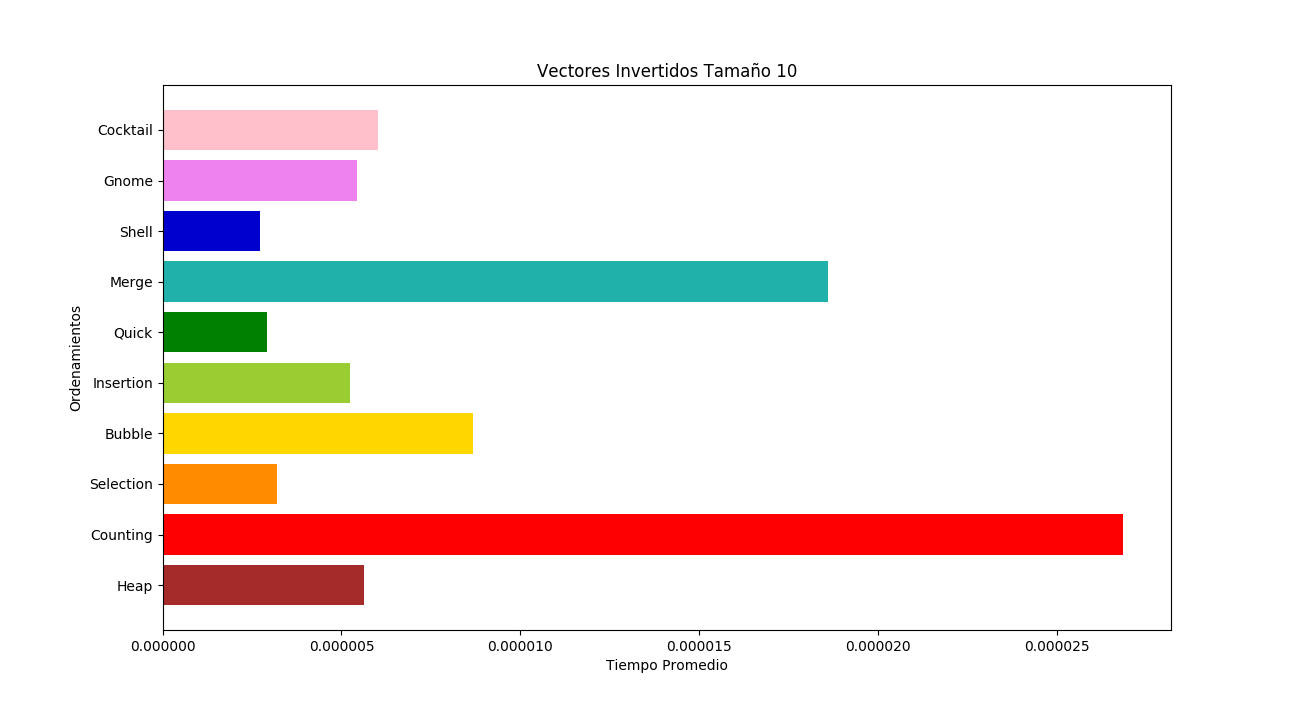 Vectores Invertidos Tamaño 10
Ordenamientos
Cocktail
Gnome
Shell
Merge
Quick
Insertion
Bubble
Selection
Counting
Heap
0.000000 0.000005 0.000010 0.000015 0.000020 0.000025
Tiempo Promedio